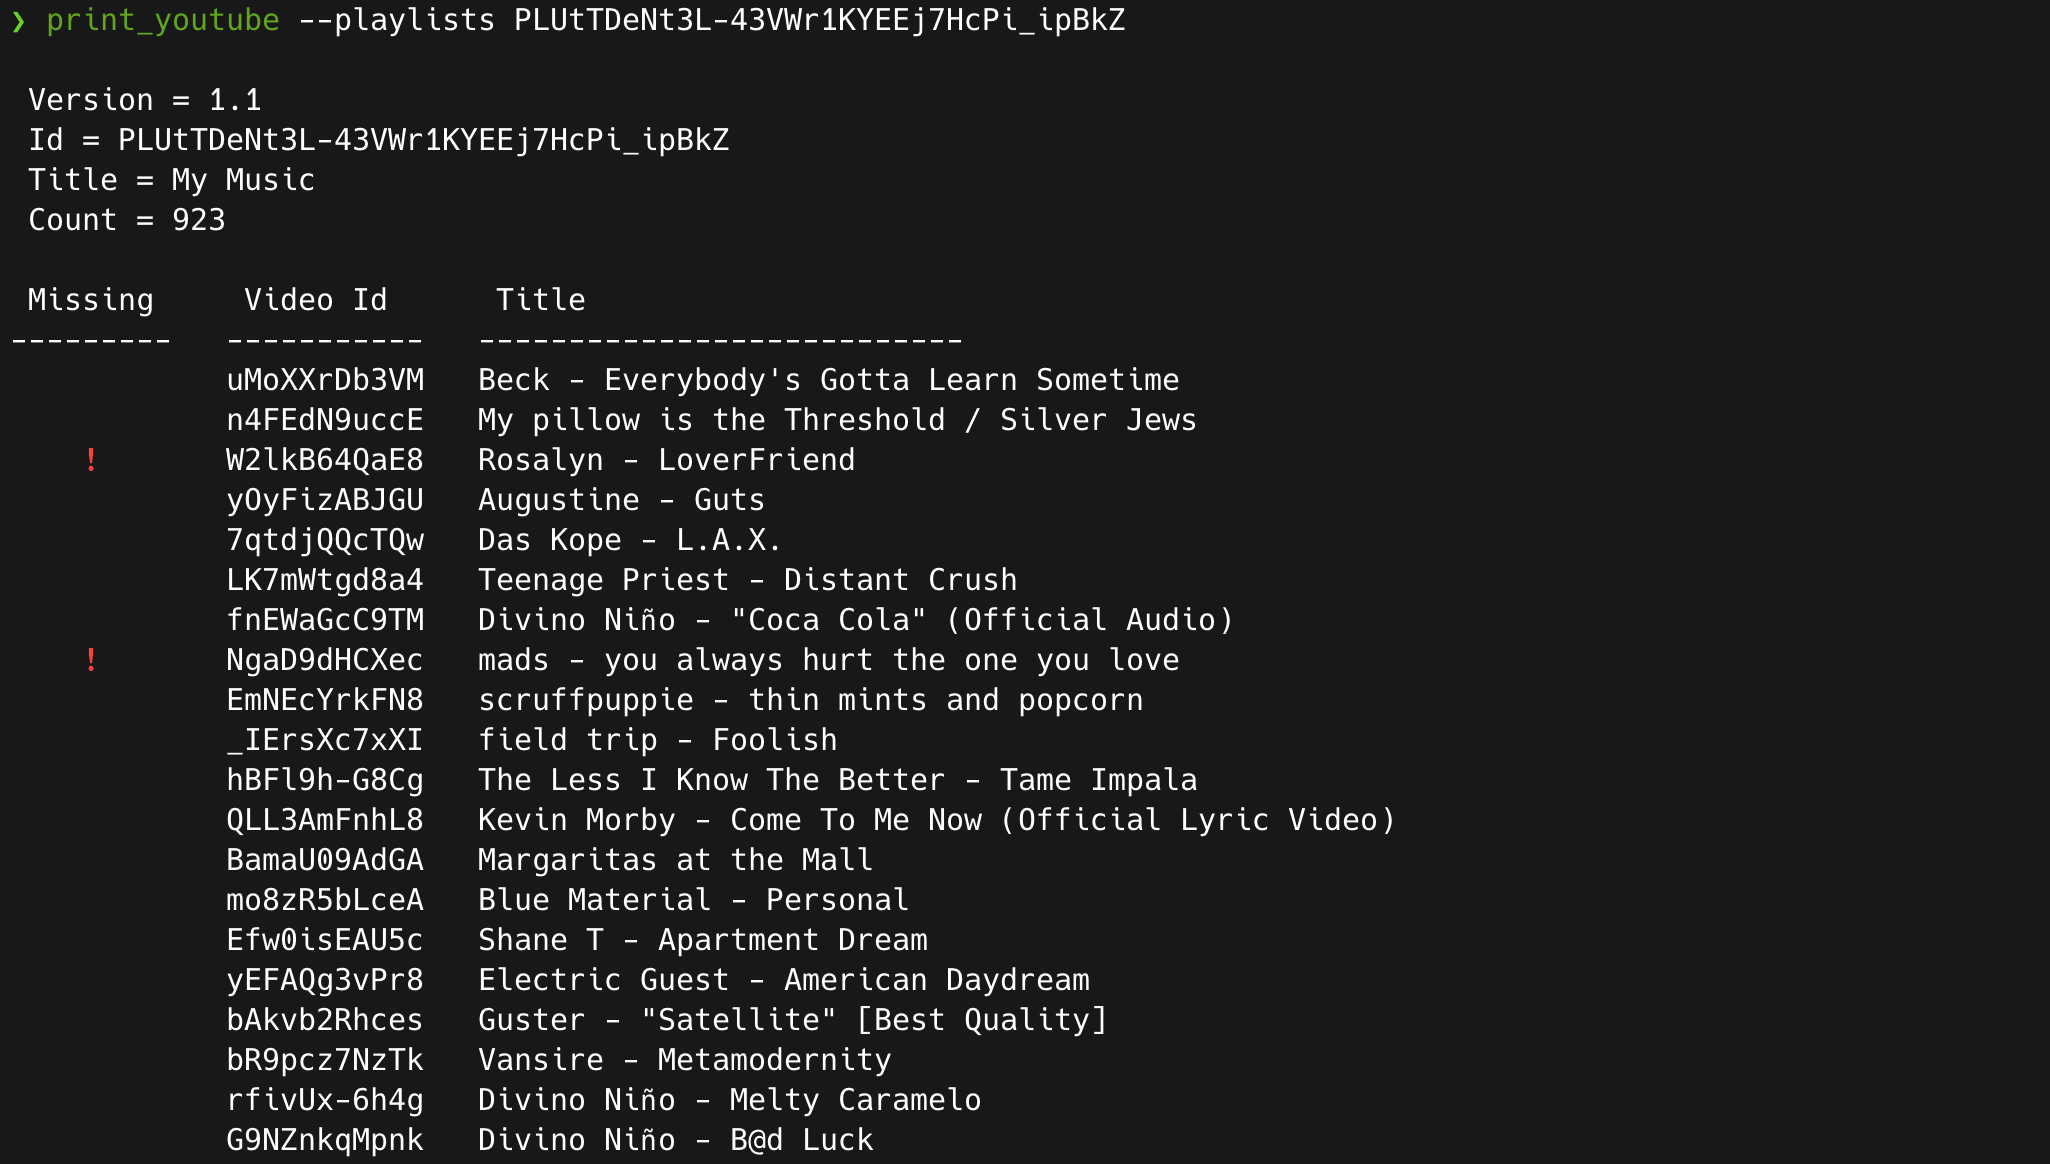 ❯ print_youtube --playlists PLUtTDeNt3L-43VWr1KYEEj7HcPi_ipBkZ
Version = 1.1
Id = PLUtTDeNt3L-43VWr1KYEEj7HcPi_ipBkZ
Title = My Music
Count = 923
Missing Video Id Title
--------- ----------- ---------------------------
uMoXXrDb3VM Beck - Everybody's Gotta Learn Sometime
n4FEdN9uccE My pillow is the Threshold / Silver Jews
! W2lkB64QaE8 Rosalyn - LoverFriend
yOyFizABJGU Augustine - Guts
7qtdjQQcTQw Das Kope - L.A.X.
LK7mWtgd8a4 Teenage Priest - Distant Crush
fnEWaGcC9TM Divino Niño - "Coca Cola" (Official Audio)
! NgaD9dHCXec mads - you always hurt the one you love
EmNEcYrkFN8 scruffpuppie - thin mints and popcorn
_IErsXc7xXI field trip - Foolish
hBFl9h-G8Cg The Less I Know The Better - Tame Impala
QLL3AmFnhL8 Kevin Morby - Come To Me Now (Official Lyric Video)
BamaU09AdGA Margaritas at the Mall
mo8zR5bLceA Blue Material - Personal
Efw0isEAU5c Shane T - Apartment Dream
yEFAQg3vPr8 Electric Guest - American Daydream
bAkvb2Rhces Guster - "Satellite" [Best Quality]
bR9pcz7NzTk Vansire - Metamodernity
rfivUx-6h4g Divino Niño - Melty Caramelo
G9NZnkqMpnk Divino Niño - B@d Luck